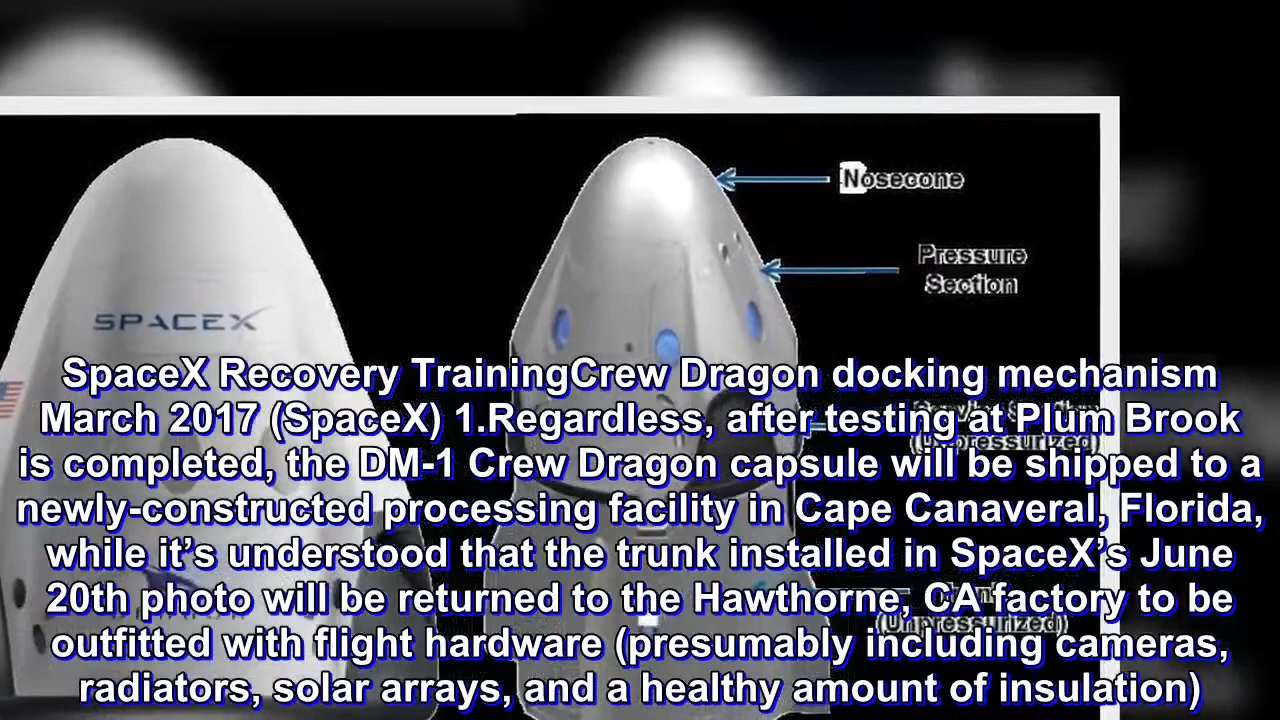 Nosecone
Pressure
Section
SPACEX
SpaceX Recovery TrainingCrew Dragon docking mechanism
March 2017 (SpaceX) 1.Regardless, after testing at Plum Brook
(Unpressurized)
is completed, the DM-1 Crew Dragon capsule will be shipped to a
newly-constructed processing facility in Cape Canaveral, Florida,
while it’s understood that the trunk installed in SpaceX’s June
20th photo will be returned to the Hawthorne, CA factory to be
(Unpressurized)
outfitted with flight hardware (presumably including cameras,
radiators, solar arrays, and a healthy amount of insulation)